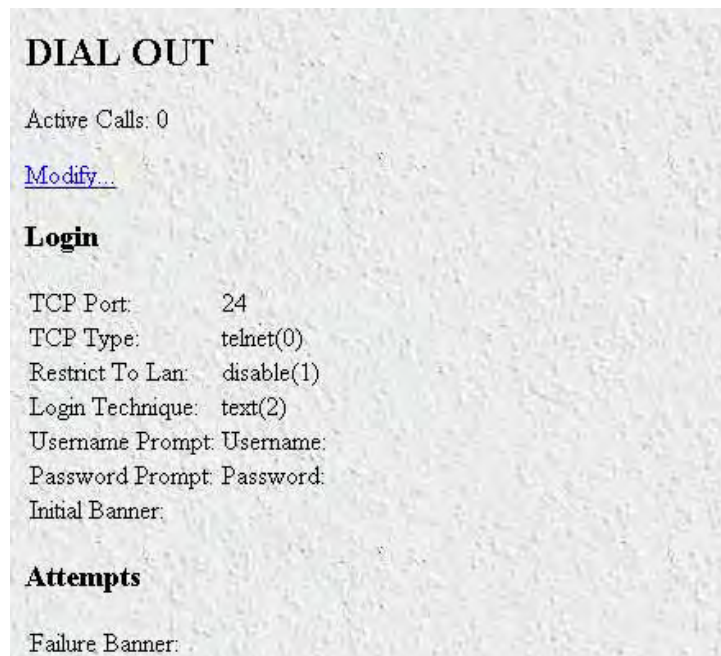 DIAL OUT
Active Calls: 0
Modify...
Login
TCP Port: 24
TCP Type: telnet(0)
Restrict To Lan: disable(1)
Login Technique: text(2)
Username Prompt: Username:
Password Prompt: Password:
Initial Banner:
Attempts
Failure Banner: